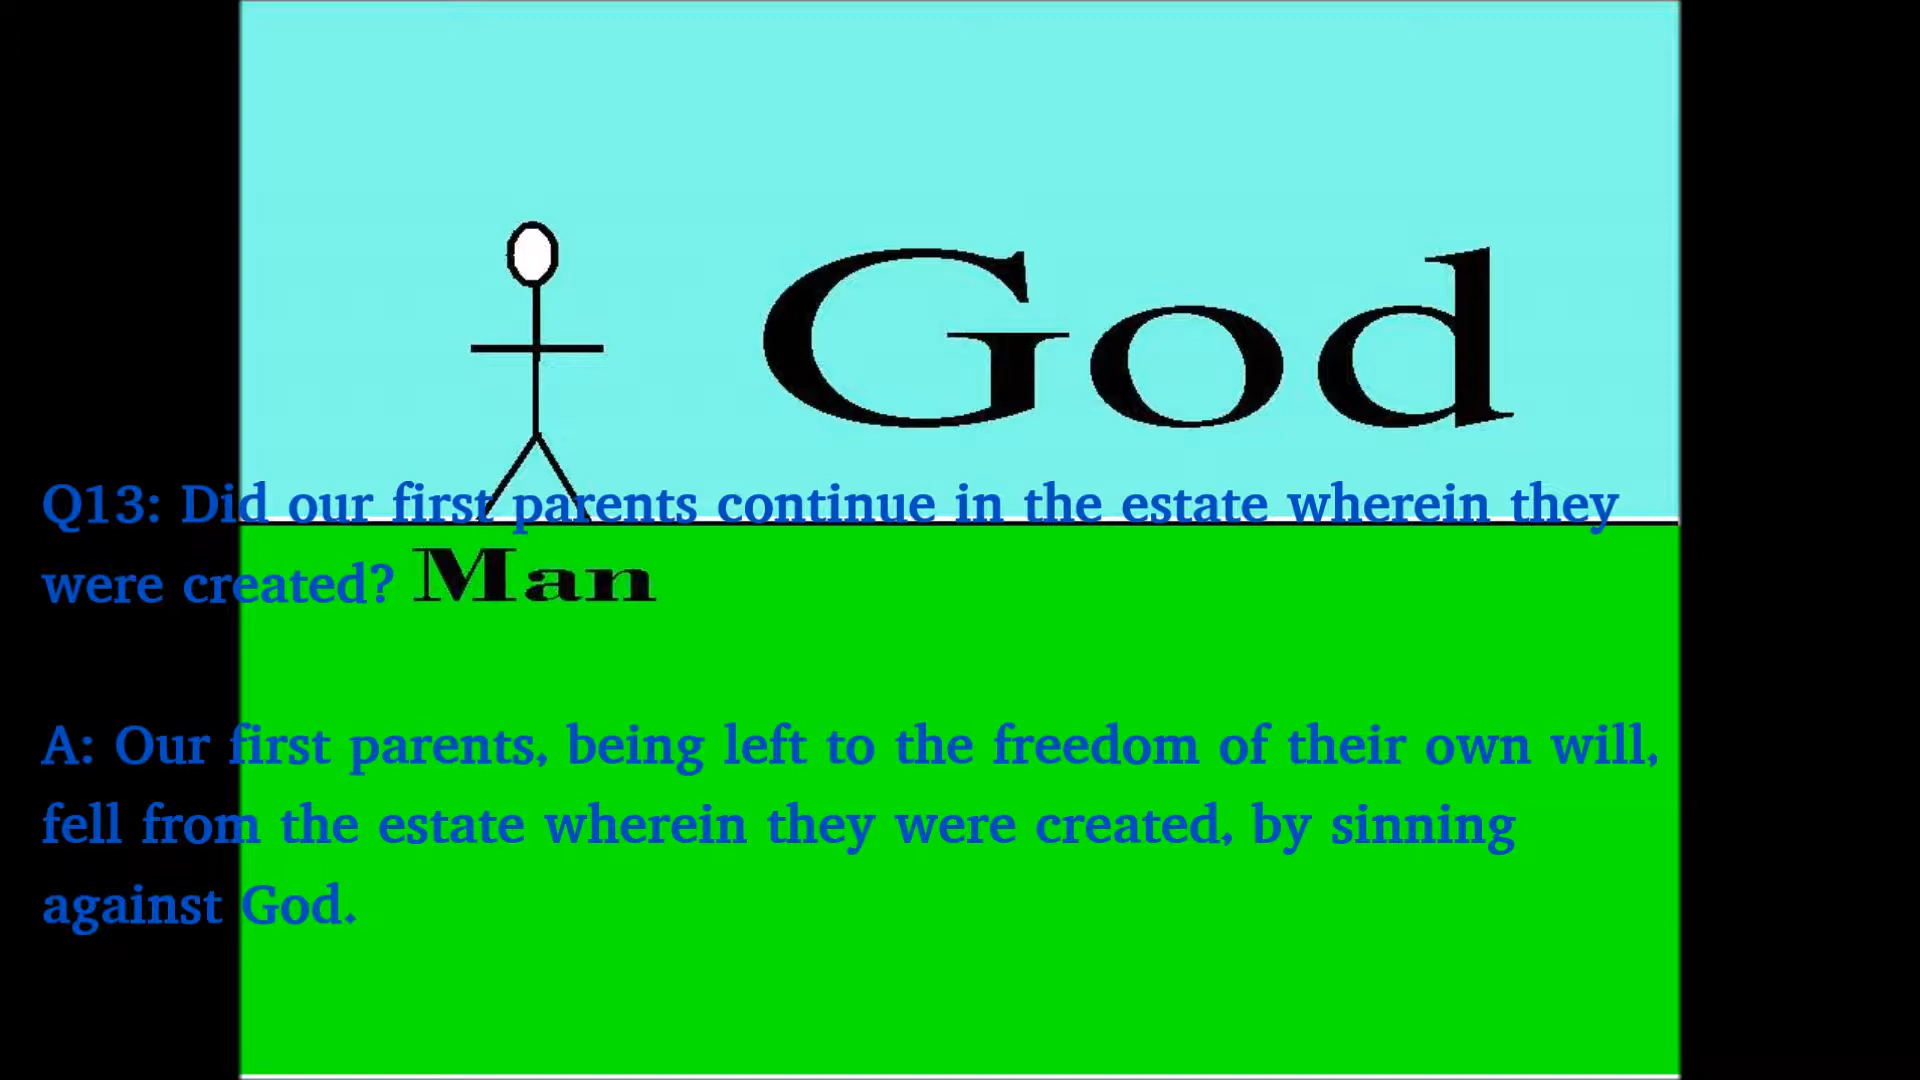 God
Q13: Did our first parents continue in the estate wherein they
were created?
Man
A: Our first parents, being left to the freedom of their own will,
fell from the estate wherein they were created, by sinning
against God.